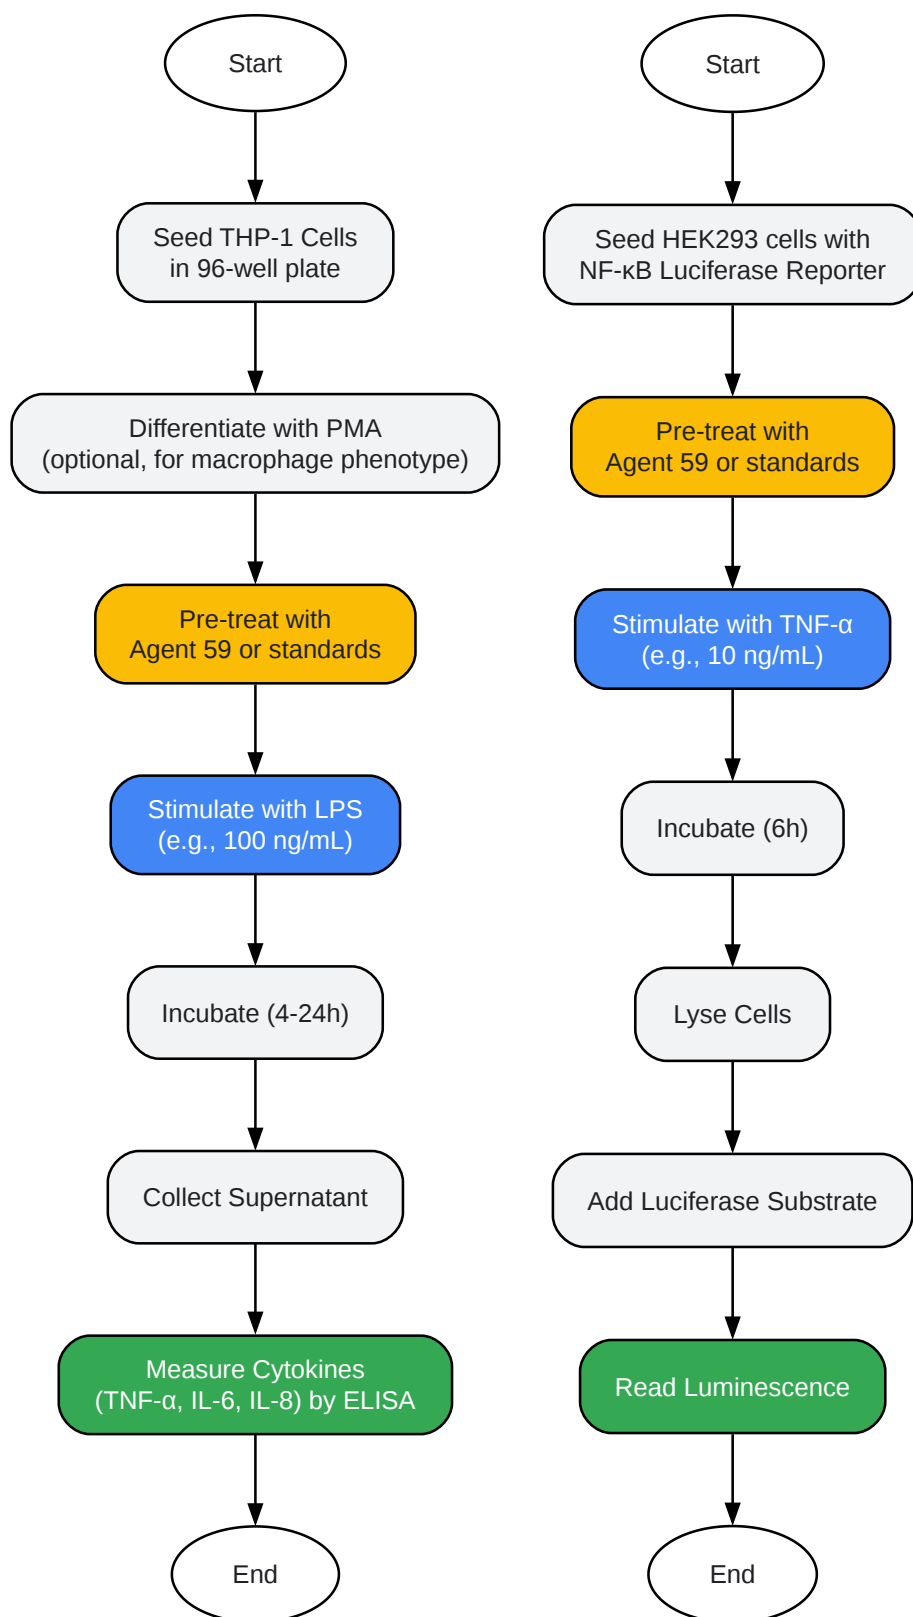 Start
Seed THP-1 Cells
in 96-well plate
Differentiate with PMA
(optional, for macrophage phenotype)
Pre-treat with
Agent 59 or standards
Stimulate with LPS
(e.g., 100 ng/mL)
Incubate (4-24h)
Collect Supernatant
Measure Cytokines
(TNF-α, IL-6, IL-8) by ELISA
End
Start
Seed HEK293 cells with
NF-κB Luciferase Reporter
Pre-treat with
Agent 59 or standards
Stimulate with TNF-α
(e.g., 10 ng/mL)
Incubate (6h)
Lyse Cells
Add Luciferase Substrate
Read Luminescence
End